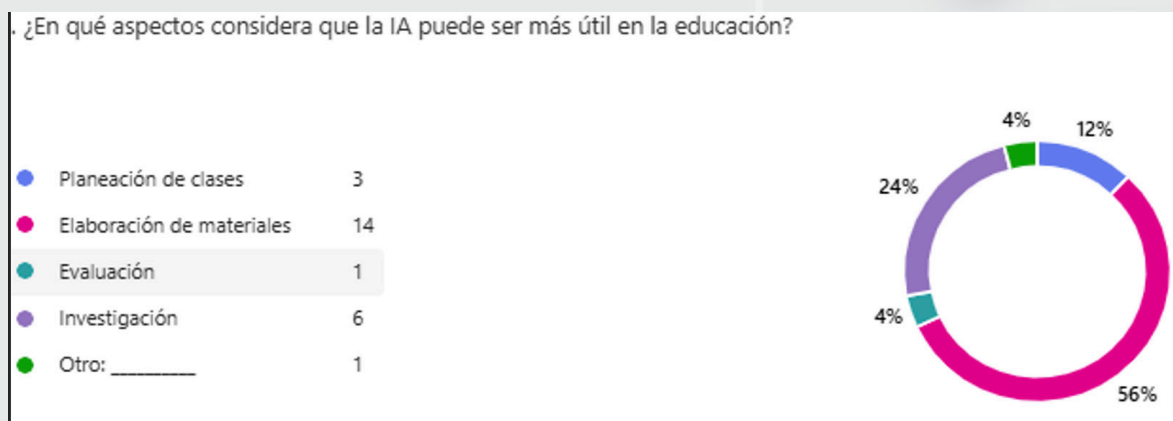 . ¿En qué aspectos considera que la IA puede ser más útil en la educación?
Planeación de clases 3
Elaboración de materiales 14
Evaluación 1
Investigación 6
Otro: __________ 1
4%
12%
24%
4%
56%